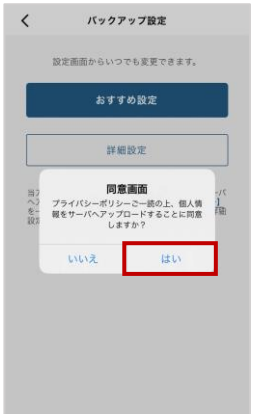 バックアップ設定
設定画面からいつでも変更できます。
おすすめ設定
詳細設定
同意画面
プライバシーポリシーご一読の上、個人情
報をサーバへアップロードすることに同意
しますか？
いいえ
はい